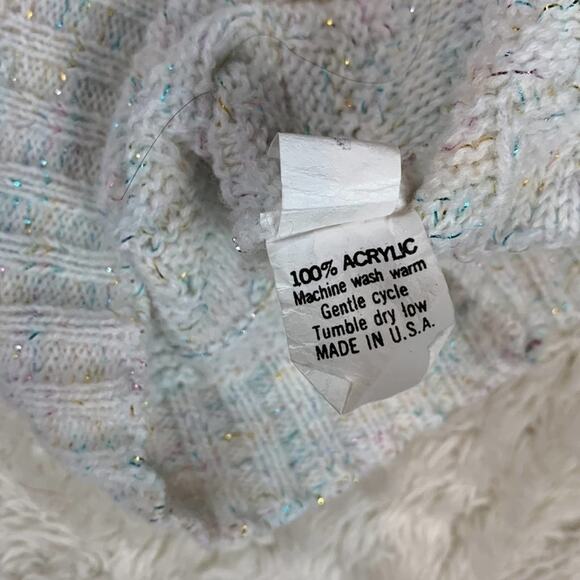 100% ACRYLIC
Machine wash warm
Gentle cycle
Tumble dry low
MADE IN U.S.A.